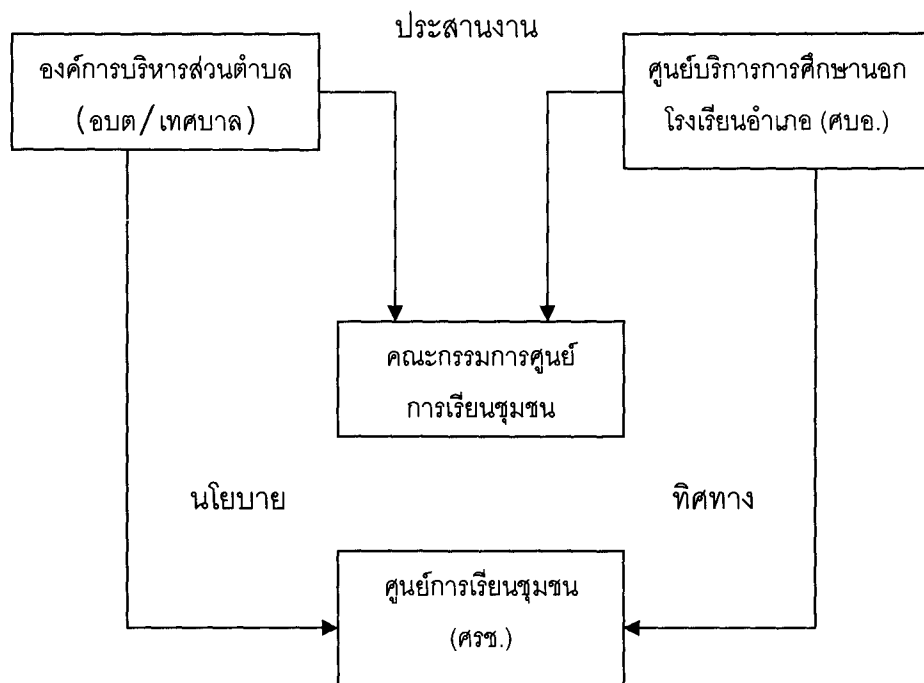 ประสานงาน
องค์การบริหารส่วนตำบล
(อบต/เทศบาล)
ศูนย์บริการการศึกษานอก
โรงเรียนอำเภอ (ศบอ.)
คณะกรรมการศูนย์
การเรียนชุมชน
นโยบาย
ทิศทาง
ศูนย์การเรียนชุมชน
(ศรช.)